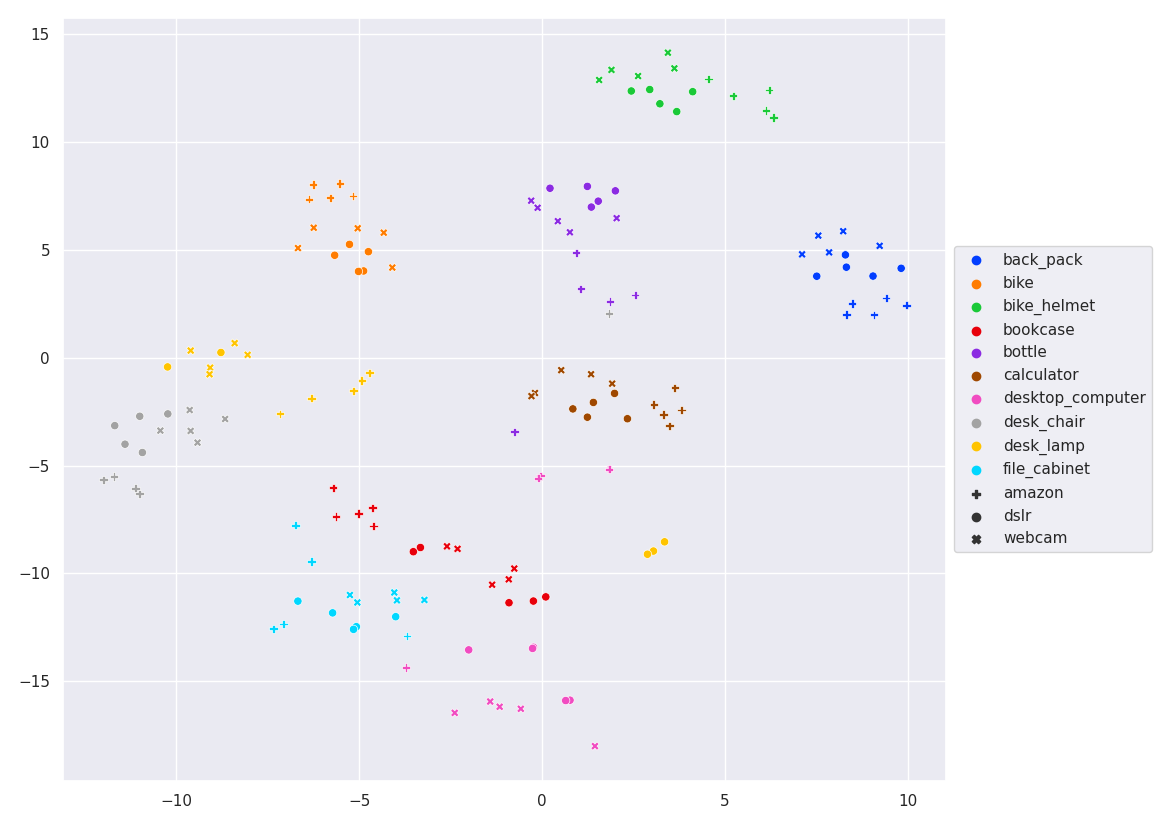 15
10
5
0
−5
−10
−15
−10
−5
0
5
10
back_pack
bike
bike_helmet
bookcase
bottle
calculator
desktop_computer
desk_chair
desk_lamp
file_cabinet
amazon
dslr
webcam